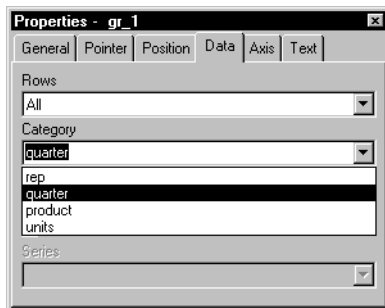 Properties - gr_1
General Pointer Position Data Axis Text
Rows
All
Category
quarter
rep
quarter
product
units
Series